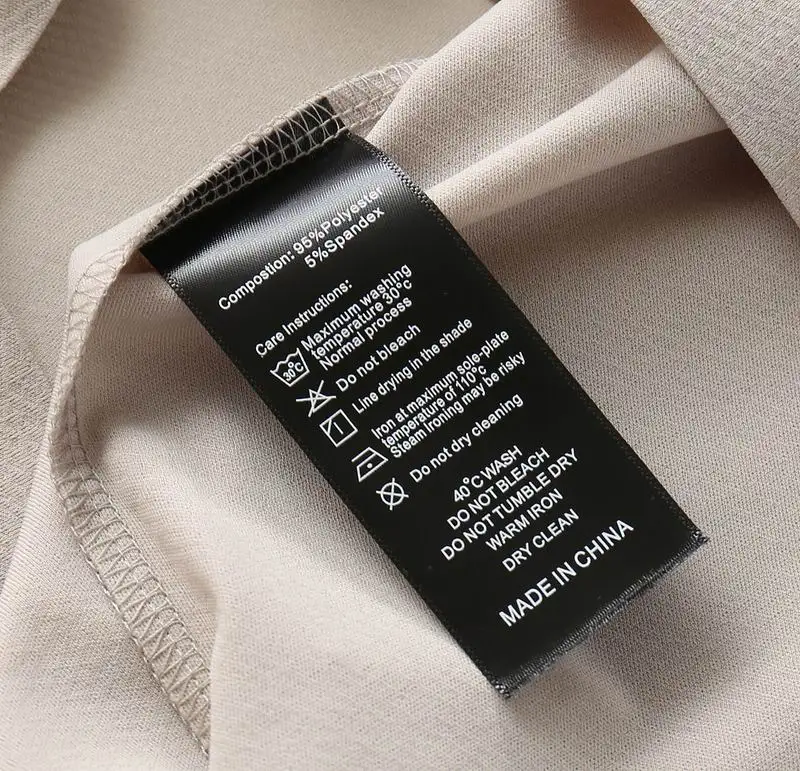 Compostion: 95%Polyester
5%Spandex
Care Instructions:
Maximum washing
temperature 30°C
Normal process
30°C
Do not bleach
Line drying in the shade
Iron at maximum sole-plate
temperature of 110°C
Steam ironing may be risky
Do not dry cleaning
40°C WASH
DO NOT BLEACH
DO NOT TUMBLE DRY
WARM IRON
DRY CLEAN
MADE IN CHINA